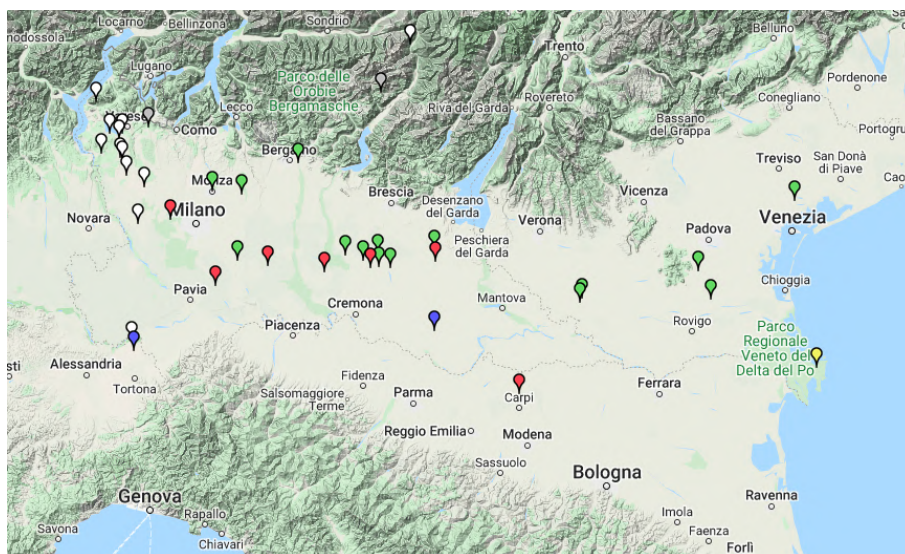 Locarno
Bellinzona
Sondrio
Belluno
odossola
Lugano
Trento
Pordenone
Parco delle
Orobie
Bergamasche
Riva del Garda
Rovereto
Conegliano
Como
Lecco
Bassano
del Grappa
Portogru
Bergamo
Treviso
San Donà
di Piave
Monza
Brescia
Vicenza
Cao
Novara
Milano
Desenzano
del Garda
Verona
Venezia
Padova
Peschiera
del Garda
Chioggia
Pavia
Cremona
Mantova
Piacenza
Rovigo
Parco
Regionale
Veneto del
Delta del Po
Alessandria
sti
Tortona
Fidenza
Ferrara
Salsomaggiore
Terme
Parma
Carpi
Reggio Emilia
Modena
Sassuolo
Bologna
Genova
Ravenna
Rapallo
Imola
Savona
Chiavari
Faenza
Forlì